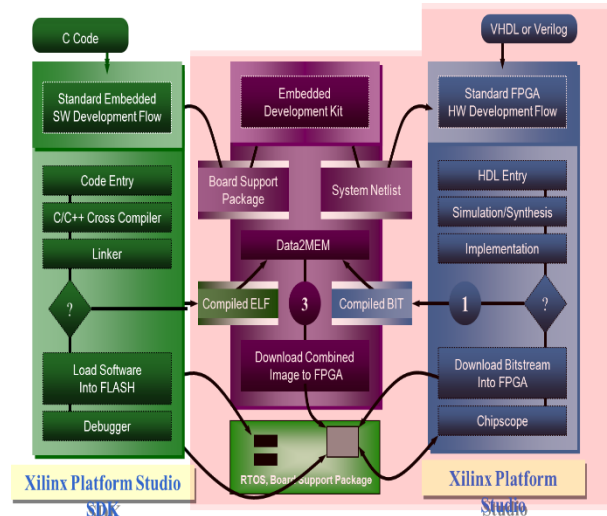 C Code
VHDL or Verilog
Standard Embedded
SW Development Flow
Embedded
Development Kit
Standard FPGA
HW Development Flow
Code Entry
C/C++ Cross Compiler
Linker
?
Load Software
Into FLASH
Debugger
Board Support
Package
System Netlist
Data2MEM
Compiled ELF
3
Compiled BIT
Download Combined
Image to FPGA
RTOS, Board Support Package
HDL Entry
Simulation/Synthesis
Implementation
1
?
Download Bitstream
Into FPGA
Chipscope
Xilinx Platform Studio
SDK
Xilinx Platform
Studio